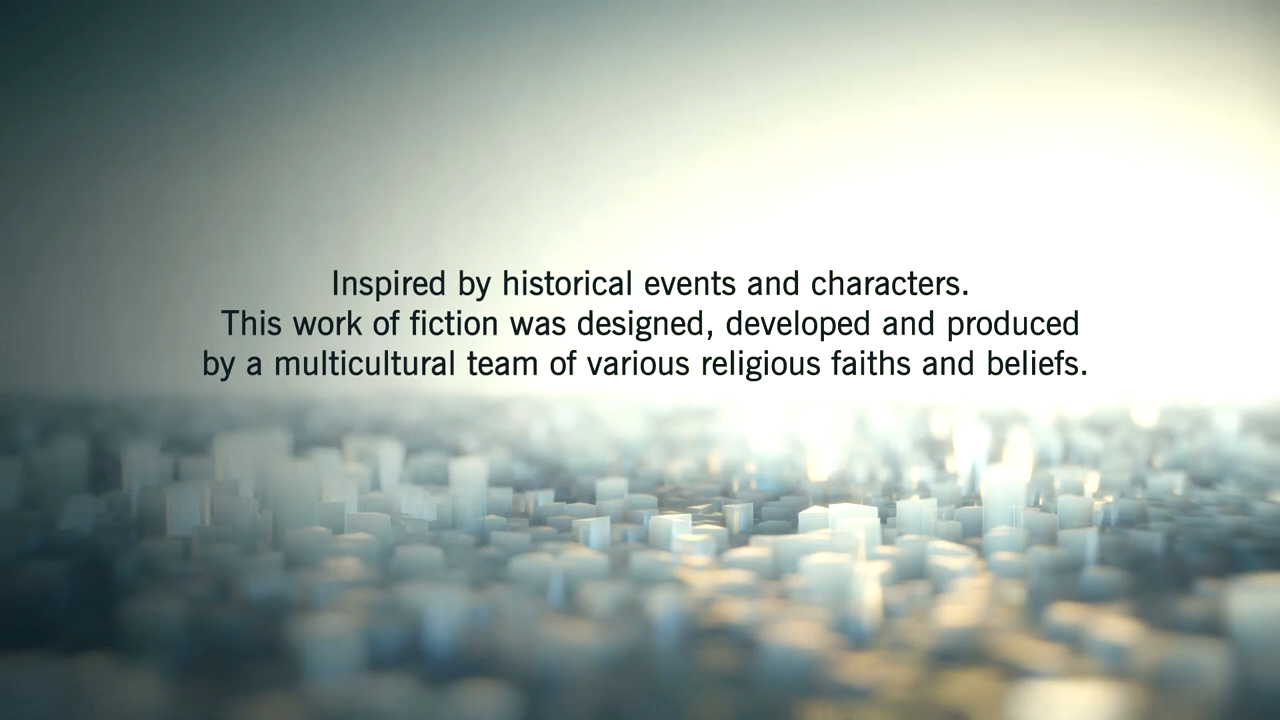 Inspired by historical events and characters.
This work of fiction was designed, developed and produced
by a multicultural team of various religious faiths and beliefs.